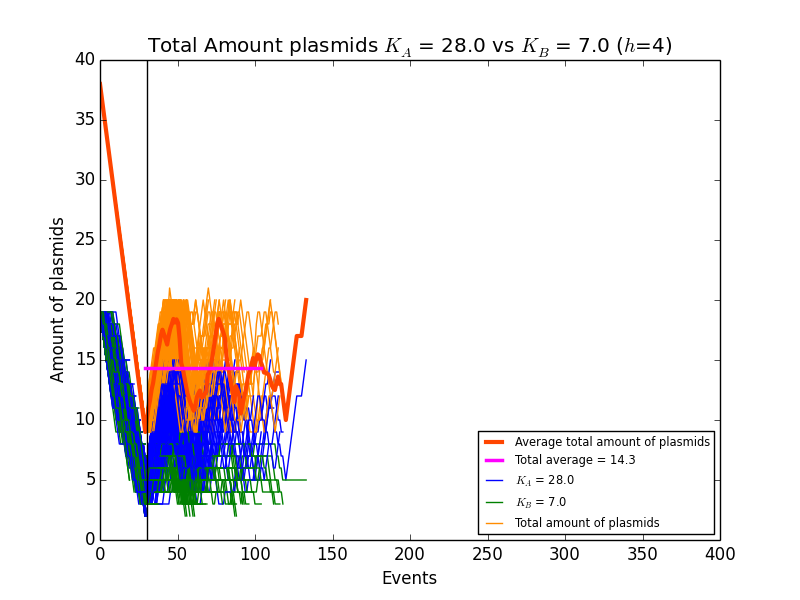 Total Amount plasmids $K_A$ = 28.0 vs $K_B$ = 7.0 ($h$=4)
40
35
30
25
20
15
10
5
0
Amount of plasmids
Average total amount of plasmids
Total average = 14.3
$K_A$ = 28.0
$K_B$ = 7.0
Total amount of plasmids
0 50 100 150 200 250 300 350 400
Events